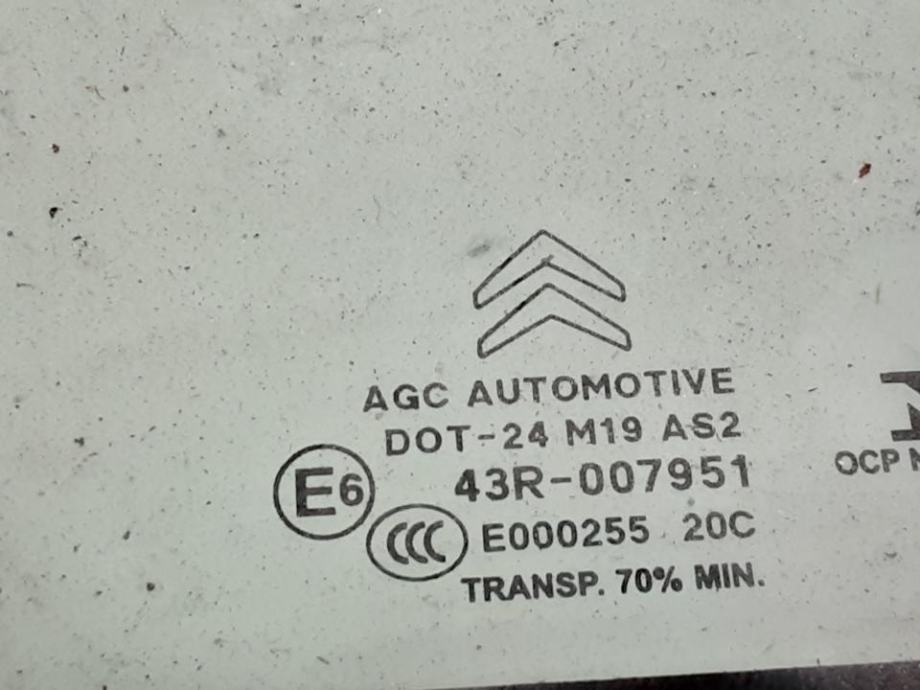 AGC AUTOMOTIVE
DOT-24 M19 AS2
E6 43R-007951
CCC E000255 20C
TRANSP. 70% MIN.
OCP